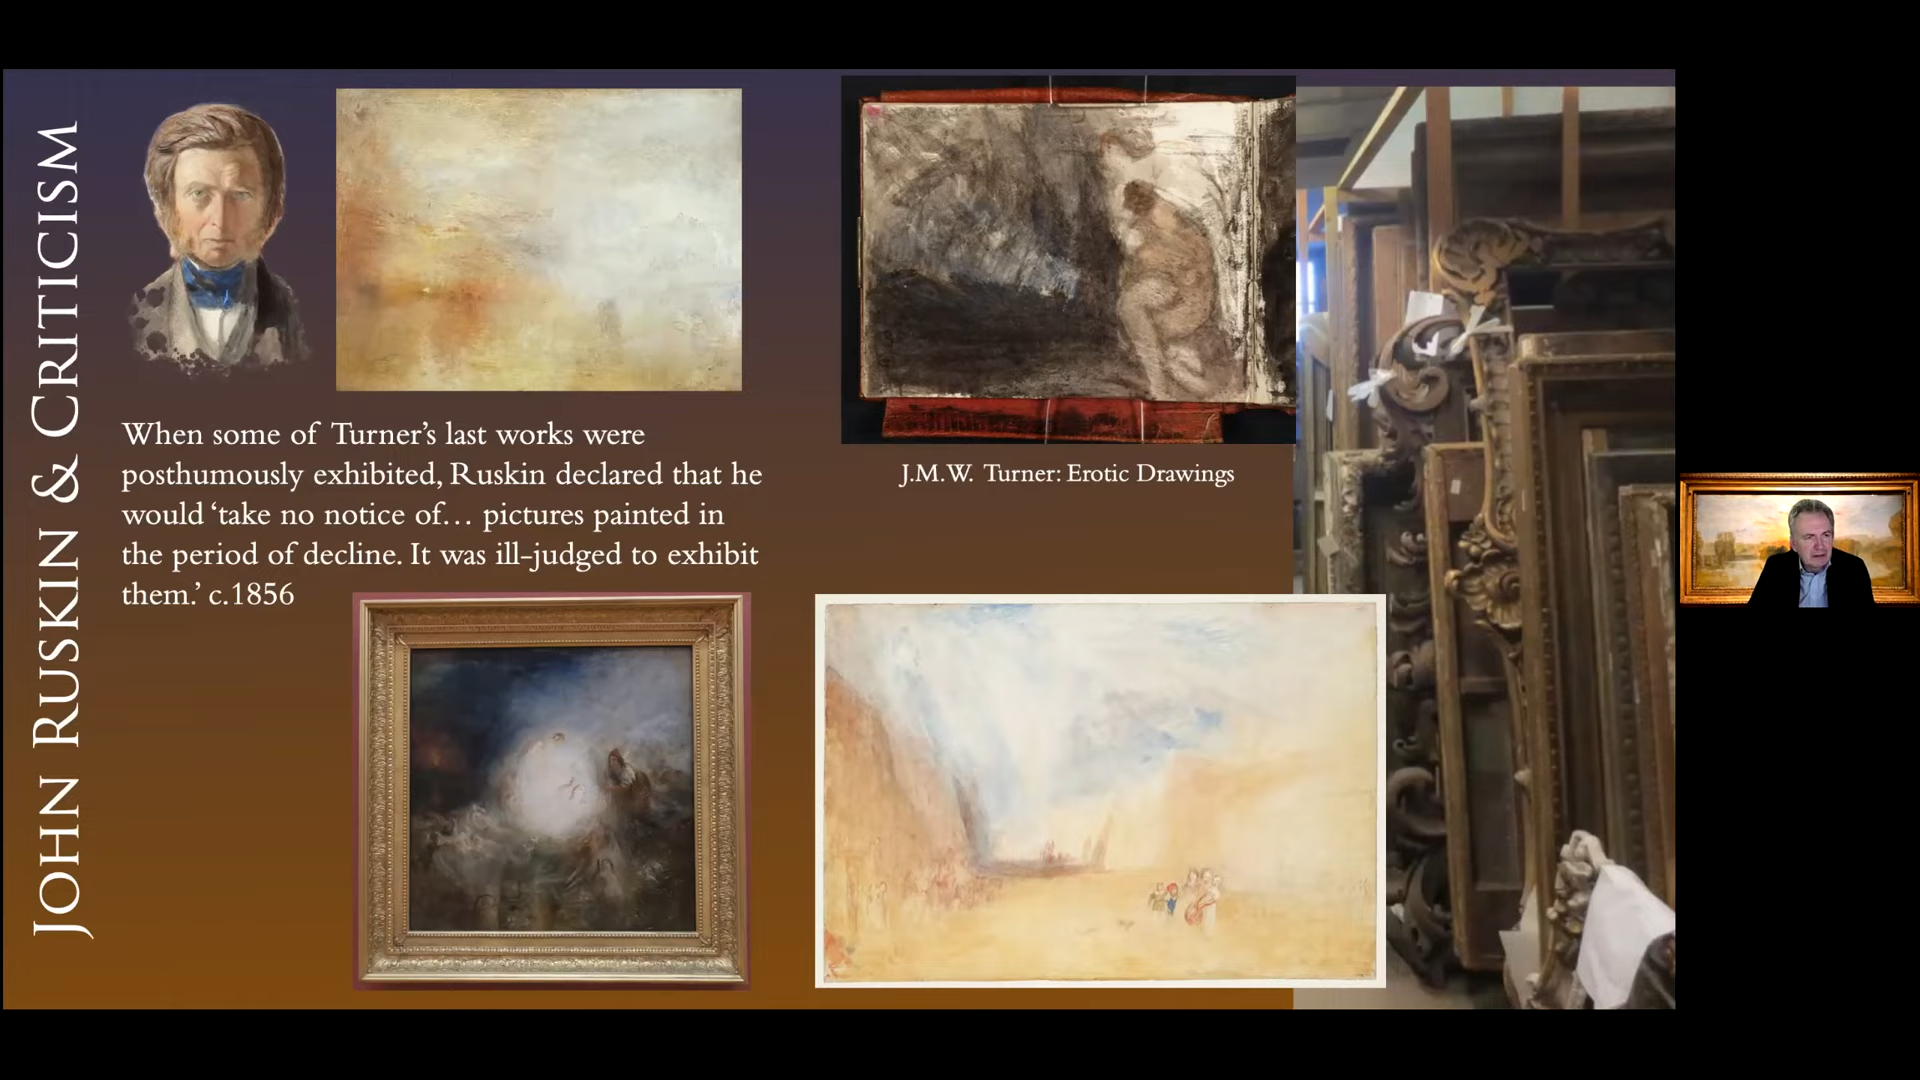 JOHN RUSKIN & CRITICISM
When some of Turner’s last works were
posthumously exhibited, Ruskin declared that he
would ‘take no notice of… pictures painted in
the period of decline. It was ill-judged to exhibit
them.’ c.1856
J.M.W. Turner: Erotic Drawings